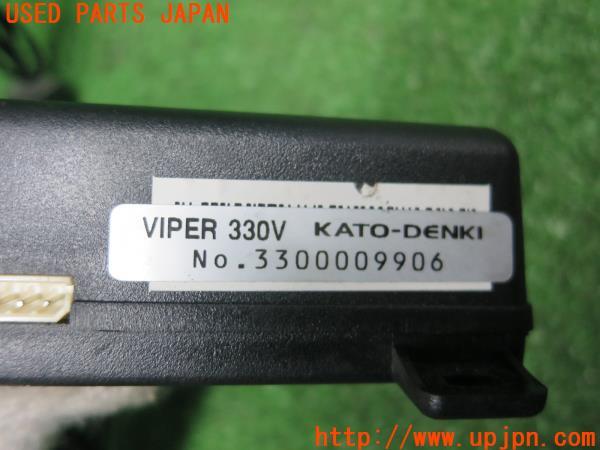 USED PARTS JAPAN
VIPER 330V KATO-DENKI
No.3300009906
http://www.upjpn.com/